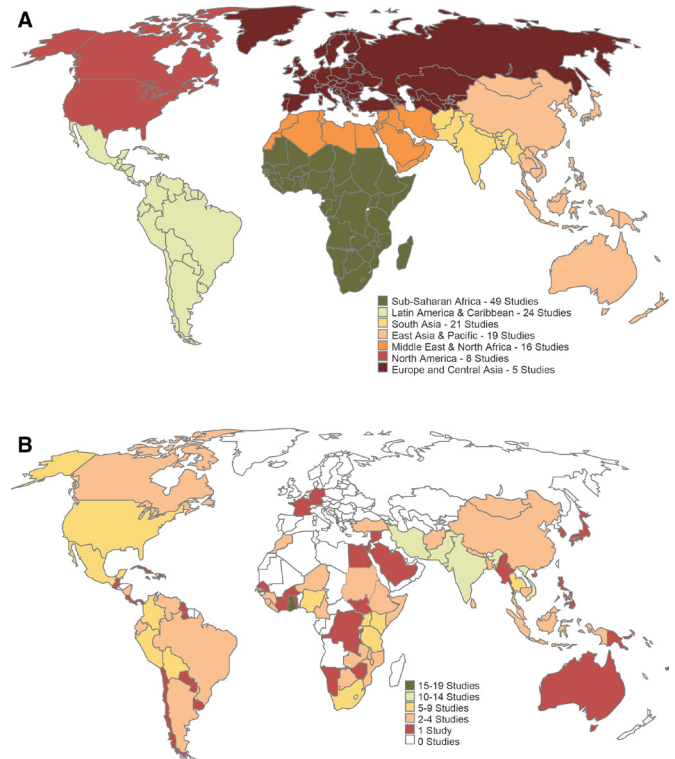 A
Sub-Saharan Africa - 49 Studies
Latin America & Caribbean - 24 Studies
South Asia - 21 Studies
East Asia & Pacific - 19 Studies
Middle East & North Africa - 16 Studies
North America - 8 Studies
Europe and Central Asia - 5 Studies
B
15-19 Studies
10-14 Studies
5-9 Studies
2-4 Studies
1 Study
0 Studies